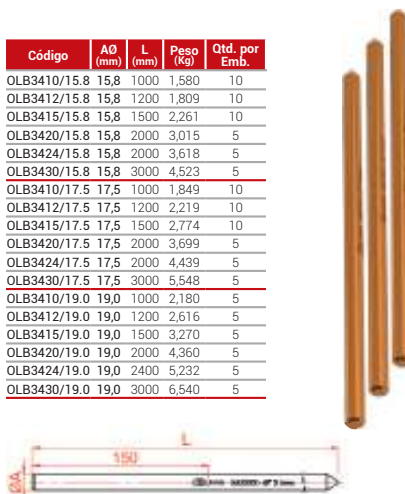 Código AØ (mm) L (mm) Peso (Kg) Qtd. por Emb.
OLB3410/15.8 15,8 1000 1,580 10
OLB3412/15.8 15,8 1200 1,809 10
OLB3415/15.8 15,8 1500 2,261 10
OLB3420/15.8 15,8 2000 3,015 5
OLB3424/15.8 15,8 2000 3,618 5
OLB3430/15.8 15,8 3000 4,523 5
OLB3410/17.5 17,5 1000 1,849 10
OLB3412/17.5 17,5 1200 2,219 10
OLB3415/17.5 17,5 1500 2,774 10
OLB3420/17.5 17,5 2000 3,699 5
OLB3424/17.5 17,5 2000 4,439 5
OLB3430/17.5 17,5 3000 5,548 5
OLB3410/19.0 19,0 1000 2,180 5
OLB3412/19.0 19,0 1200 2,616 5
OLB3415/19.0 19,0 1500 3,270 5
OLB3420/19.0 19,0 2000 4,360 5
OLB3424/19.0 19,0 2400 5,232 5
OLB3430/19.0 19,0 3000 6,540 5
L
150
ØA